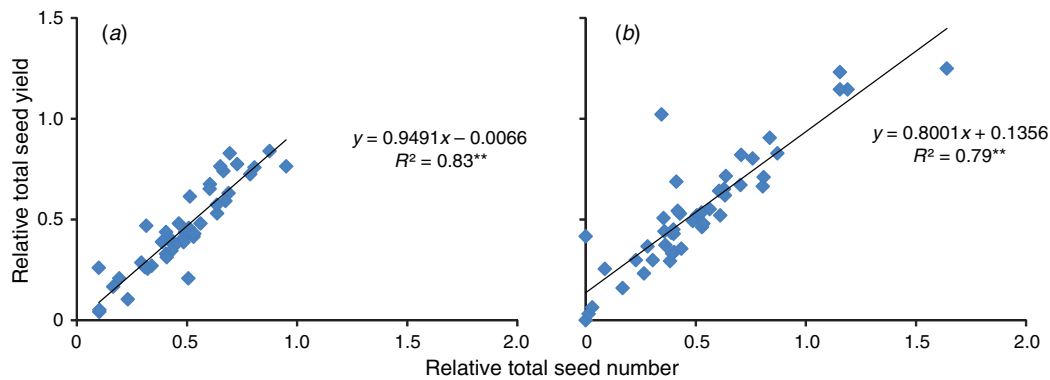 (a)
(b)
Relative total seed yield
1.5
1.0
0.5
0
y = 0.9491x – 0.0066
R² = 0.83**
y = 0.8001x + 0.1356
R² = 0.79**
0 0.5 1.0 1.5 2.0
0 0.5 1.0 1.5 2.0
Relative total seed number